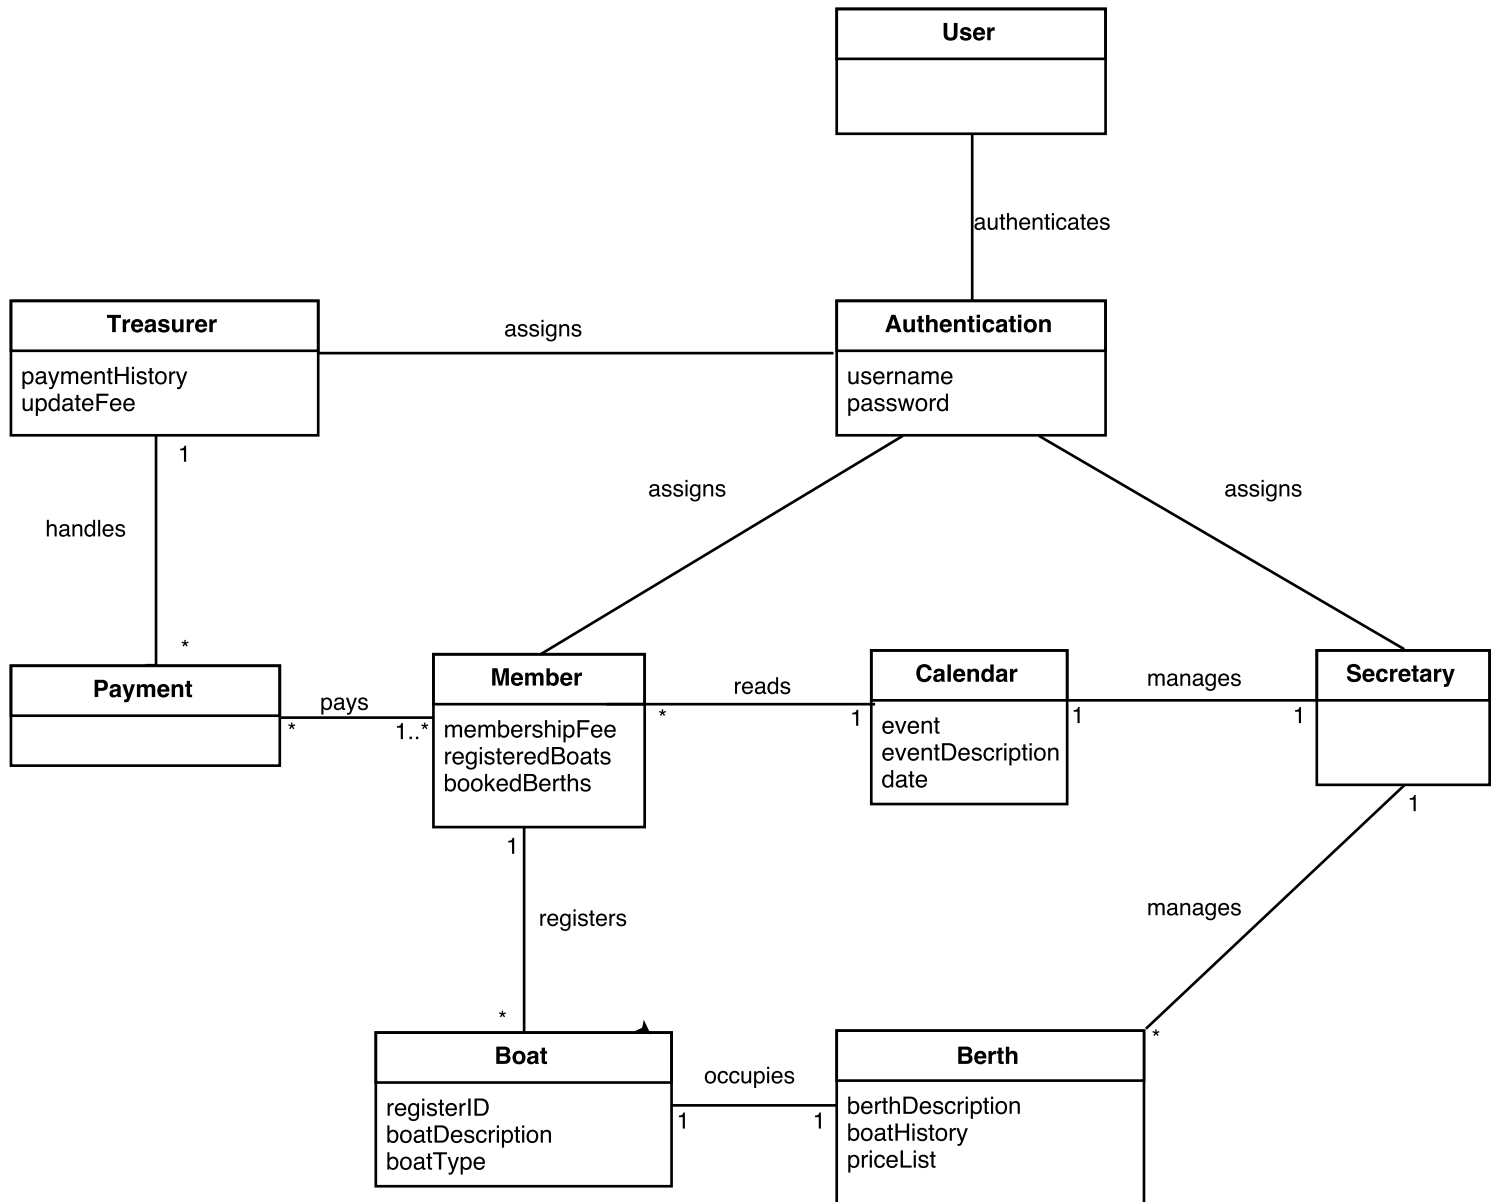 User
authenticates
Treasurer
paymentHistory
updateFee
assigns
Authentication
username
password
1
handles
*
assigns
assigns
Payment
pays
*
1..*
Member
membershipFee
registeredBoats
bookedBerths
reads
*
1
Calendar
event
eventDescription
date
manages
1
1
Secretary
1
registers
*
1
manages
*
Boat
registerID
boatDescription
boatType
occupies
1
1
Berth
berthDescription
boatHistory
priceList